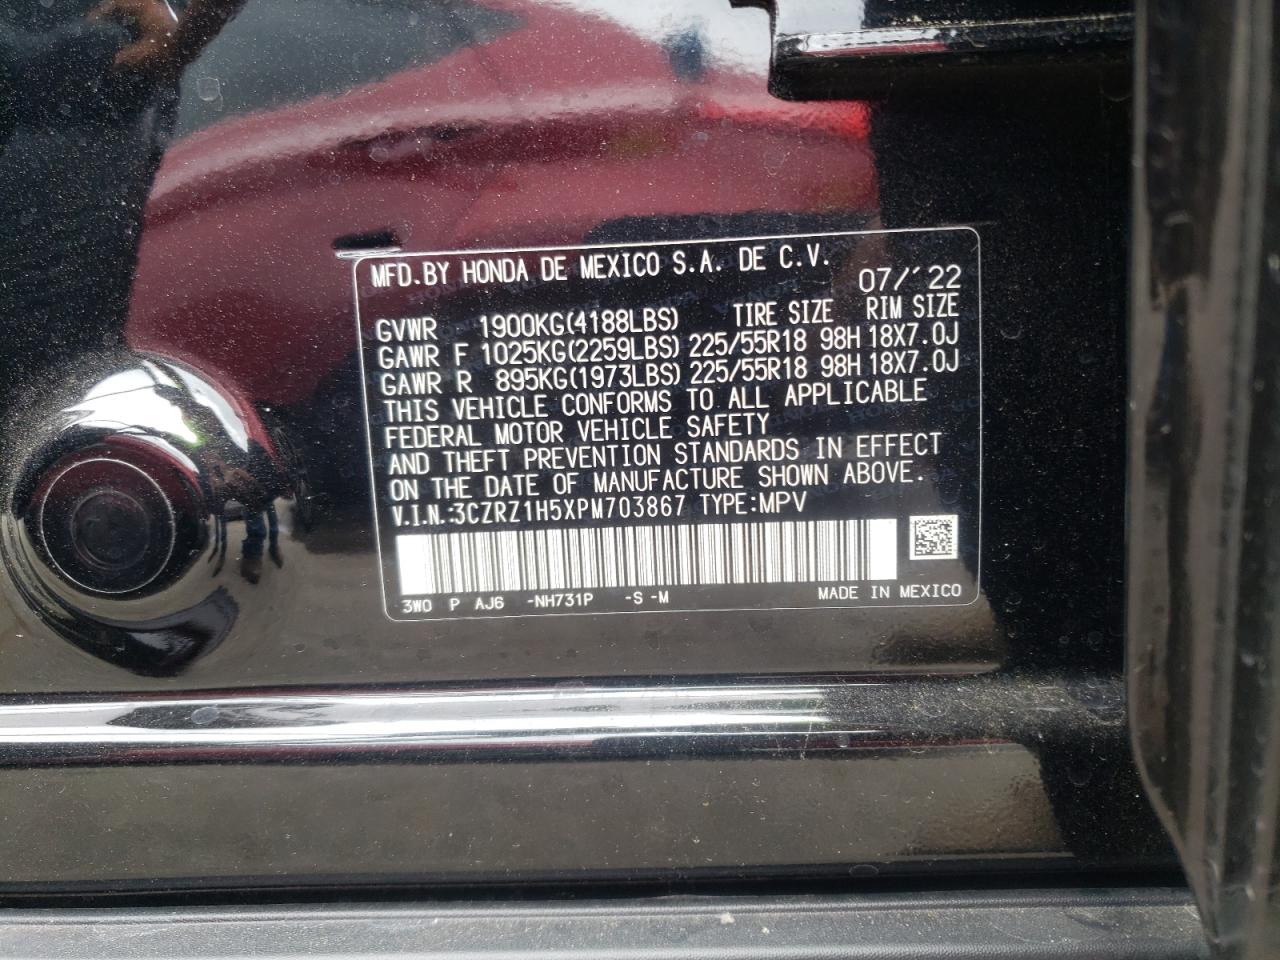 MFD.BY HONDA DE MEXICO S.A. DE C.V.
07/'22
GVWR 1900KG(4188LBS) TIRE SIZE RIM SIZE
GAWR F 1025KG(2259LBS) 225/55R18 98H 18X7.0J
GAWR R 895KG(1973LBS) 225/55R18 98H 18X7.0J
THIS VEHICLE CONFORMS TO ALL APPLICABLE
FEDERAL MOTOR VEHICLE SAFETY
AND THEFT PREVENTION STANDARDS IN EFFECT
ON THE DATE OF MANUFACTURE SHOWN ABOVE.
V.I.N.:3CZRZ1H5XPM703867 TYPE:MPV
3W0 P AJ6 -NH731P -S -M MADE IN MEXICO